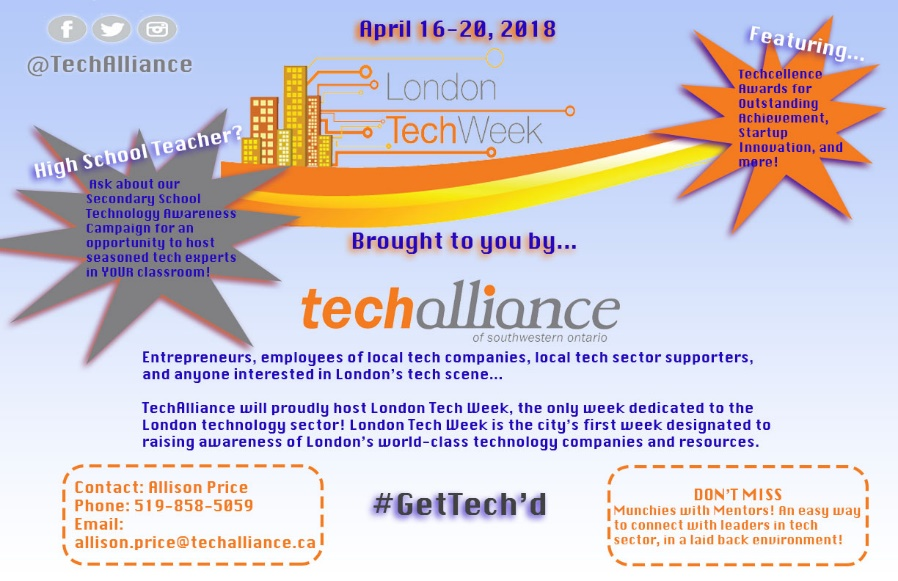 @TechAlliance
April 16-20, 2018
London
TechWeek
Featuring...
Techcellence
Awards for
Outstanding
Achievement,
Startup
Innovation, and
more!
High School Teacher?
Ask about our
Secondary School
Technology Awareness
Campaign for an
opportunity to host
seasoned tech experts
in YOUR classroom!
Brought to you by...
techalliance
of southwestern ontario
Entrepreneurs, employees of local tech companies, local tech sector supporters,
and anyone interested in London's tech scene...
TechAlliance will proudly host London Tech Week, the only week dedicated to the
London technology sector! London Tech Week is the city's first week designated to
raising awareness of London's world-class technology companies and resources.
Contact: Allison Price
Phone: 519-858-5059
Email:
allison.price@techalliance.ca
#GetTech'd
DON'T MISS
Munchies with Mentors! An easy way
to connect with leaders in tech
sector, in a laid back environment!